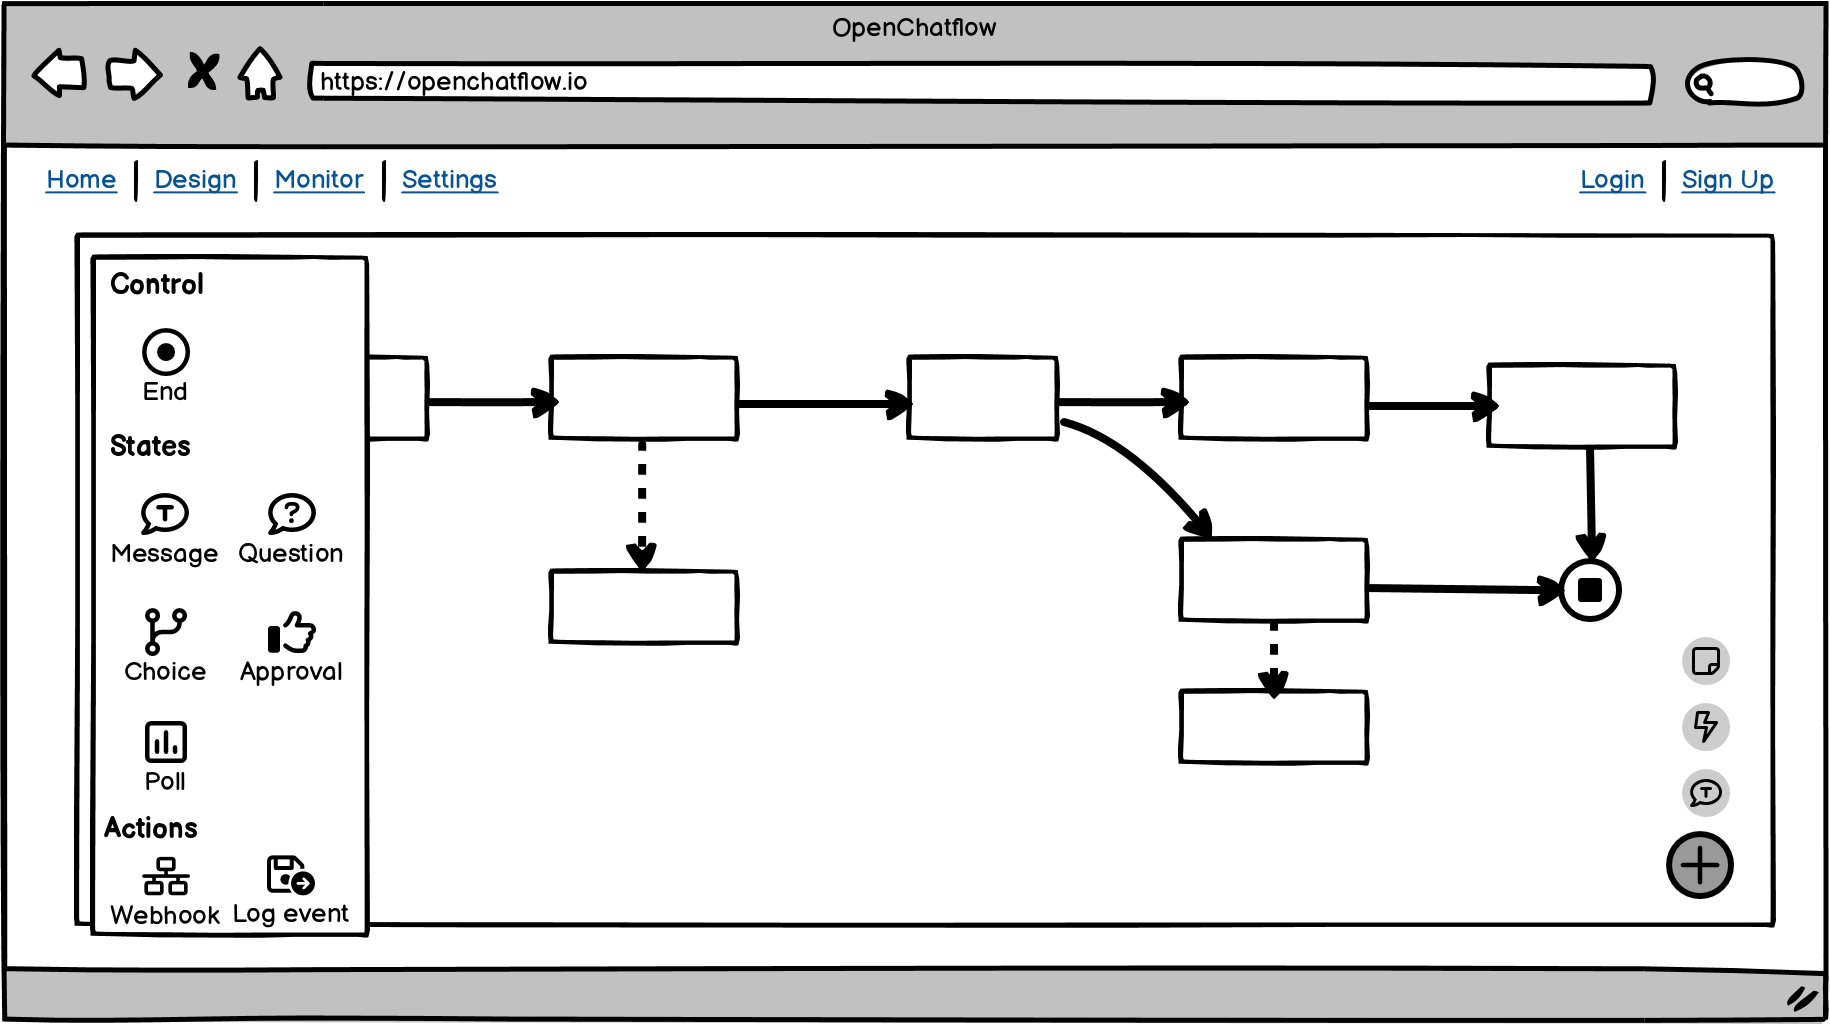 OpenChatflow
https://openchatflow.io
Home
Design
Monitor
Settings
Login
Sign Up
Control
End
States
T
?
Message
Question
Choice
Approval
Poll
Actions
Webhook
Log event
T